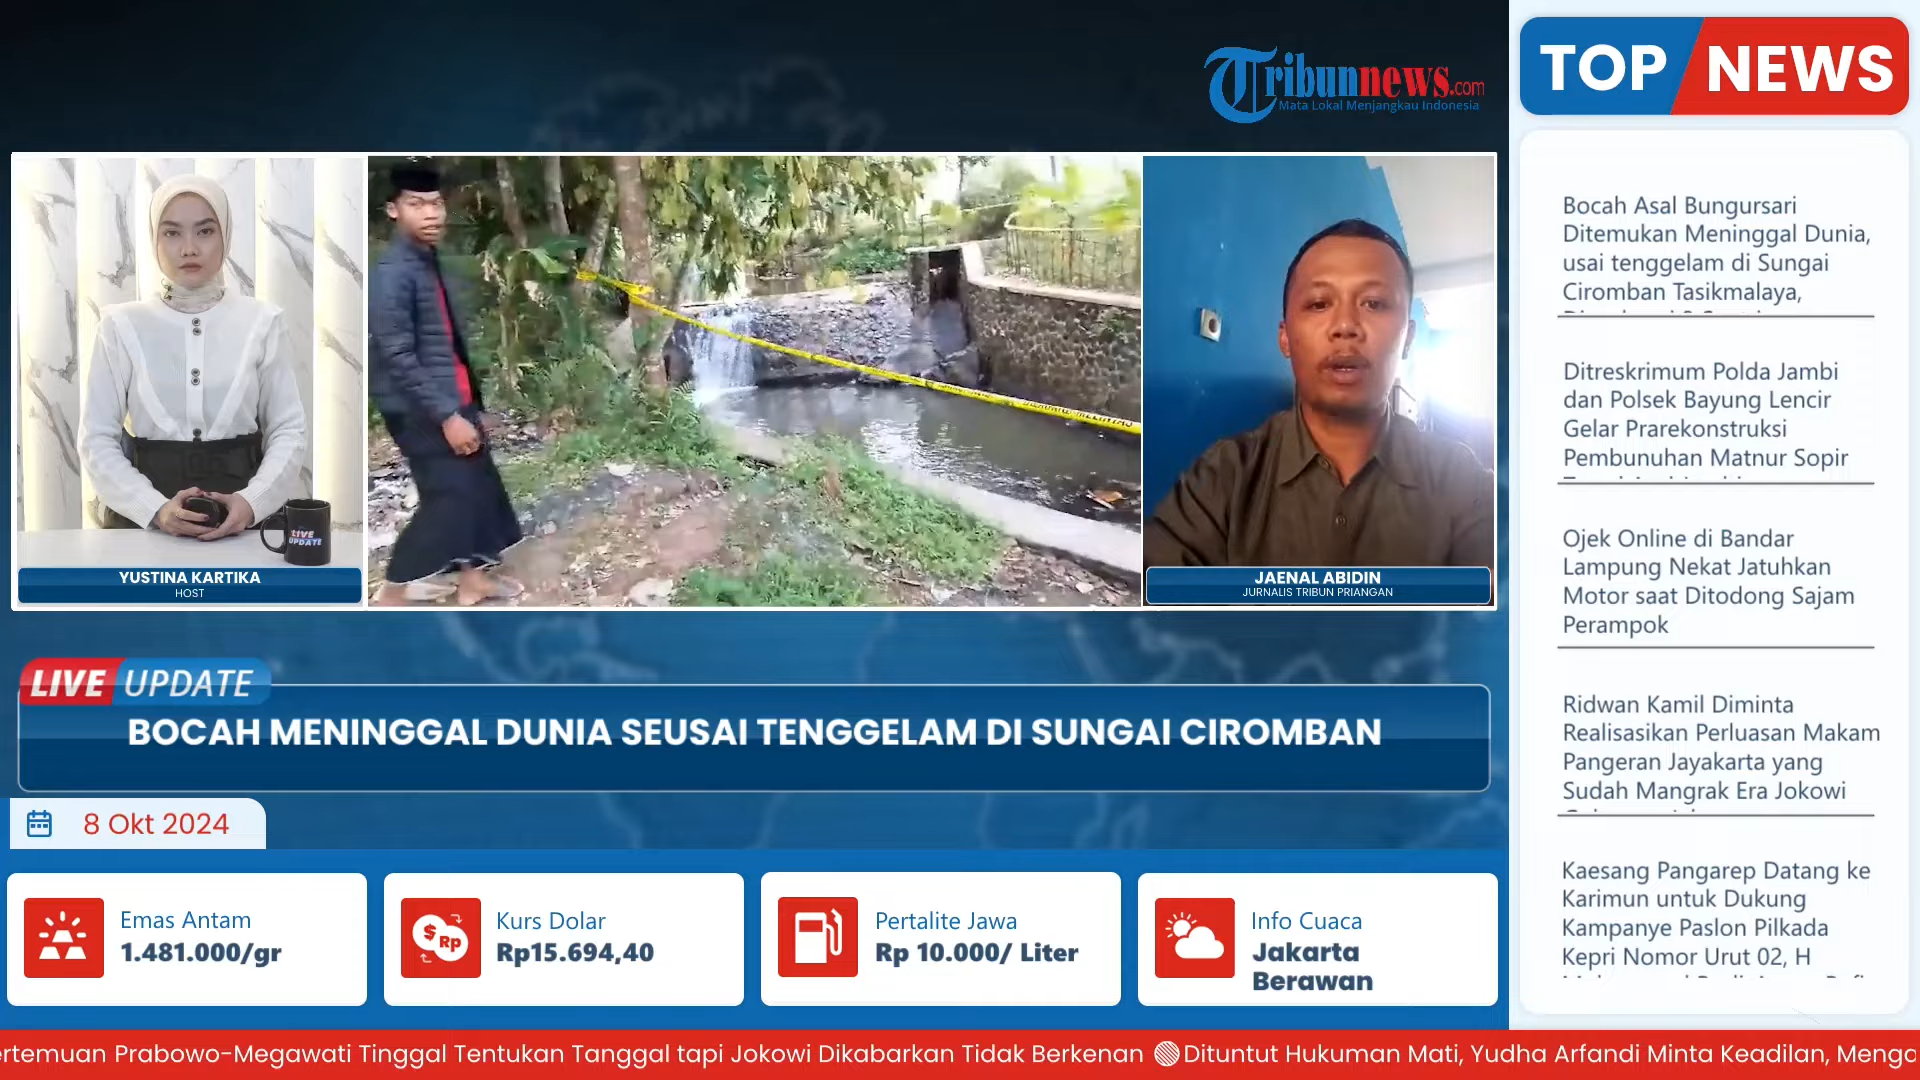 Tribunnews.com
Mata Lokal Menjangkau Indonesia
TOP NEWS
LIVE UPDATE
YUSTINA KARTIKA
HOST
JAENAL ABIDIN
JURNALIS TRIBUN PRIANGAN
LIVE UPDATE
BOCAH MENINGGAL DUNIA SEUSAI TENGGELAM DI SUNGAI CIROMBAN
8 Okt 2024
Emas Antam
1.481.000/gr
Kurs Dolar
Rp15.694,40
Pertalite Jawa
Rp 10.000/ Liter
Info Cuaca
Jakarta
Berawan
Bocah Asal Bungursari
Ditemukan Meninggal Dunia,
usai tenggelam di Sungai
Ciromban Tasikmalaya,
Ditreskrimum Polda Jambi
dan Polsek Bayung Lencir
Gelar Prarekonstruksi
Pembunuhan Matnur Sopir
Ojek Online di Bandar
Lampung Nekat Jatuhkan
Motor saat Ditodong Sajam
Perampok
Ridwan Kamil Diminta
Realisasikan Perluasan Makam
Pangeran Jayakarta yang
Sudah Mangrak Era Jokowi
Kaesang Pangarep Datang ke
Karimun untuk Dukung
Kampanye Paslon Pilkada
Kepri Nomor Urut 02, H
Prabowo-Megawati Tinggal Tentukan Tanggal tapi Jokowi Dikabarkan Tidak Berkenan Dituntut Hukuman Mati, Yudha Arfandi Minta Keadilan,